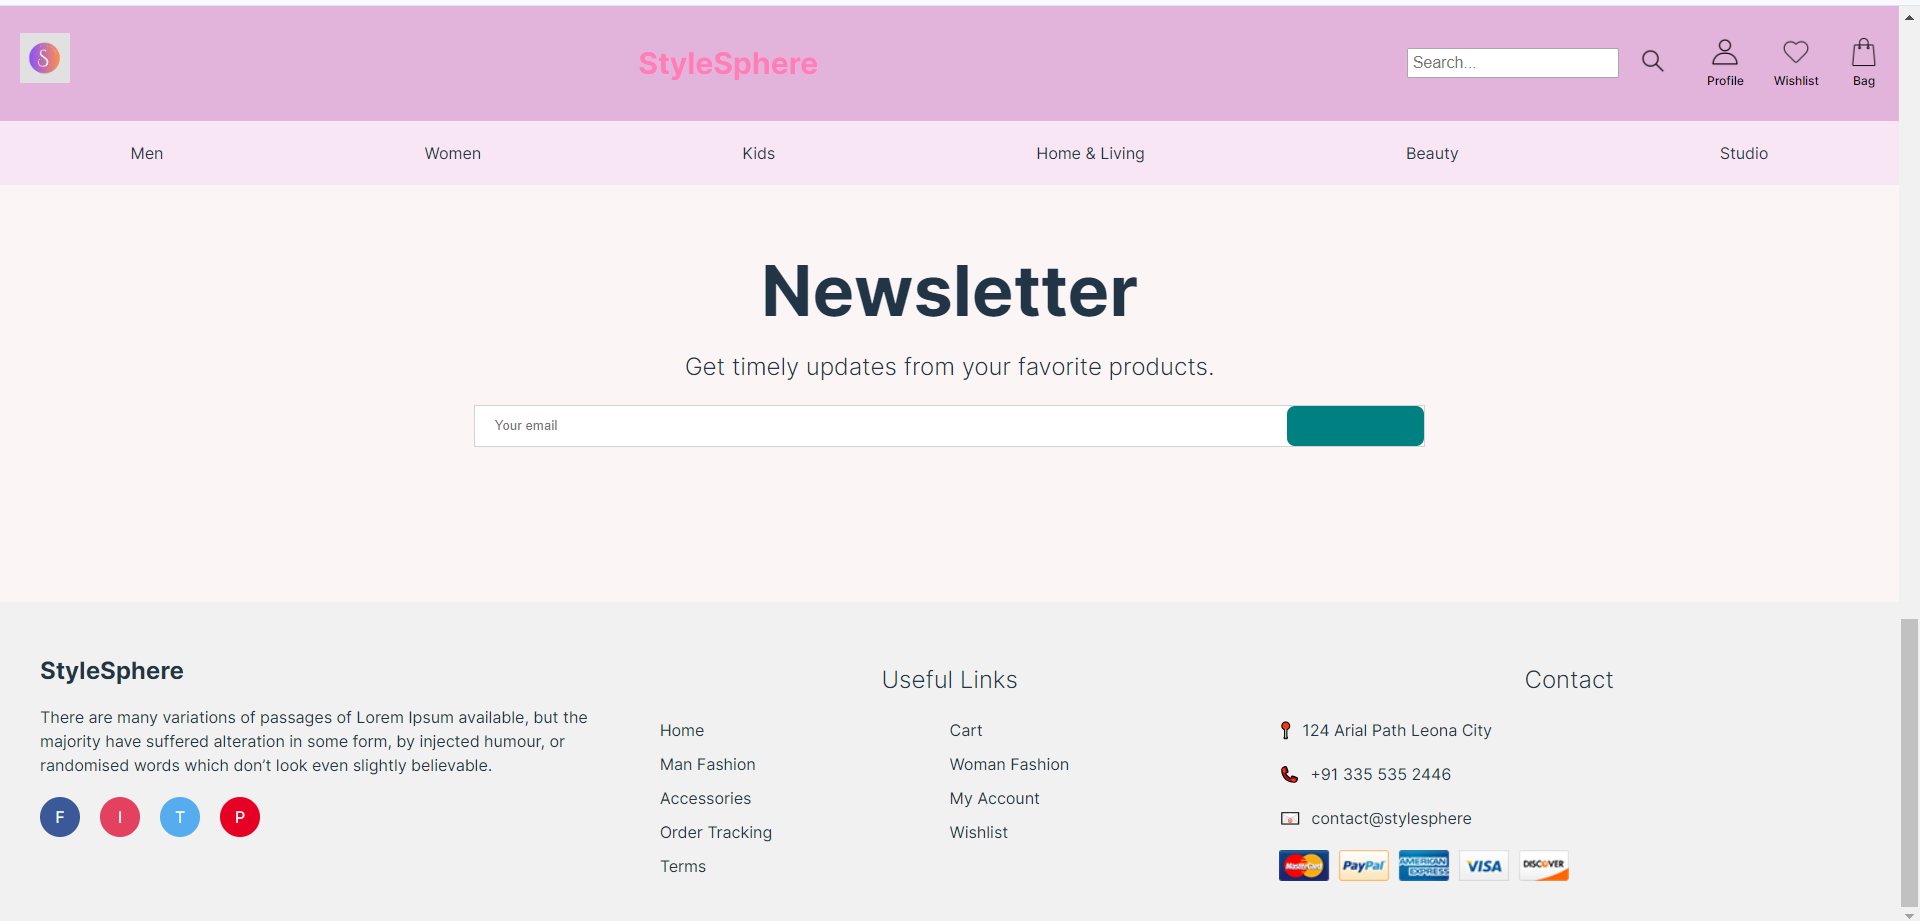 S
StyleSphere
Search...
Profile
Wishlist
Bag
Men
Women
Kids
Home & Living
Beauty
Studio
Newsletter
Get timely updates from your favorite products.
Your email
StyleSphere
There are many variations of passages of Lorem Ipsum available, but the
majority have suffered alteration in some form, by injected humour, or
randomised words which don’t look even slightly believable.
F
I
T
P
Useful Links
Home
Cart
Man Fashion
Woman Fashion
Accessories
My Account
Order Tracking
Wishlist
Terms
Contact
124 Arial Path Leona City
+91 335 535 2446
contact@stylesphere
MasterCard
PayPal
AMERICAN
EXPRESS
VISA
DISCOVER